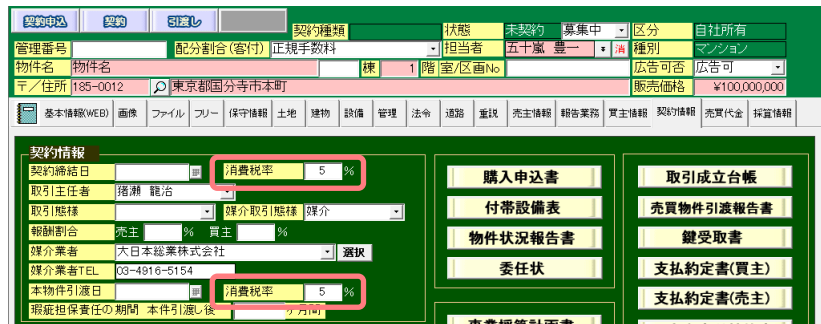 契約申込 契約 引渡し 契約種類 状態 未契約 募集中 区分 自社所有
管理番号 配分割合(客付) 正規手数料 担当者 五十嵐 豊一 消 種別 マンション
物件名 物件名 棟 1 階 室/区画No 広告可否 広告可
〒/住所 185-0012 東京都国分寺市本町 販売価格 ¥100,000,000
基本情報(WEB) 画像 ファイル フリー 保守情報 土地 建物 設備 管理 法令 道路 重説 売主情報 報告業務 買主情報 契約情報 売買代金 採算情報
契約情報
契約締結日 消費税率 5 %
取引主任者 猪瀬 龍治
取引態様 媒介取引態様 媒介
報酬割合 売主 % 買主 %
媒介業者 大日本総業株式会社 選択
媒介業者TEL 03-4916-5154
本物件引渡日 消費税率 5 %
瑕疵担保責任の期間 本件引渡し後 ヶ月間
購入申込書
付帯設備表
物件状況報告書
委任状
取引成立台帳
売買物件引渡報告書
鍵受取書
支払約定書(買主)
支払約定書(売主)